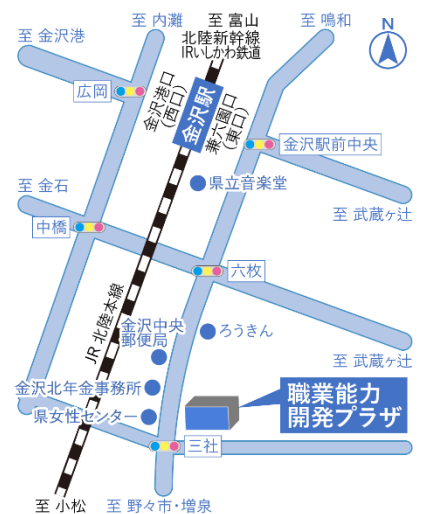 至 内灘
至 富山
至 鳴和
至 金沢港
北陸新幹線
IRいしかわ鉄道
N
広岡
金沢港口
(西口)
金沢駅
兼六園口
(東口)
金沢駅前中央
県立音楽堂
至 金石
至 武蔵ヶ辻
中橋
六枚
JR 北陸本線
金沢中央
郵便局
ろうきん
至 武蔵ヶ辻
金沢北年金事務所
職業能力
開発プラザ
県女性センター
三社
至 小松
至 野々市・増泉